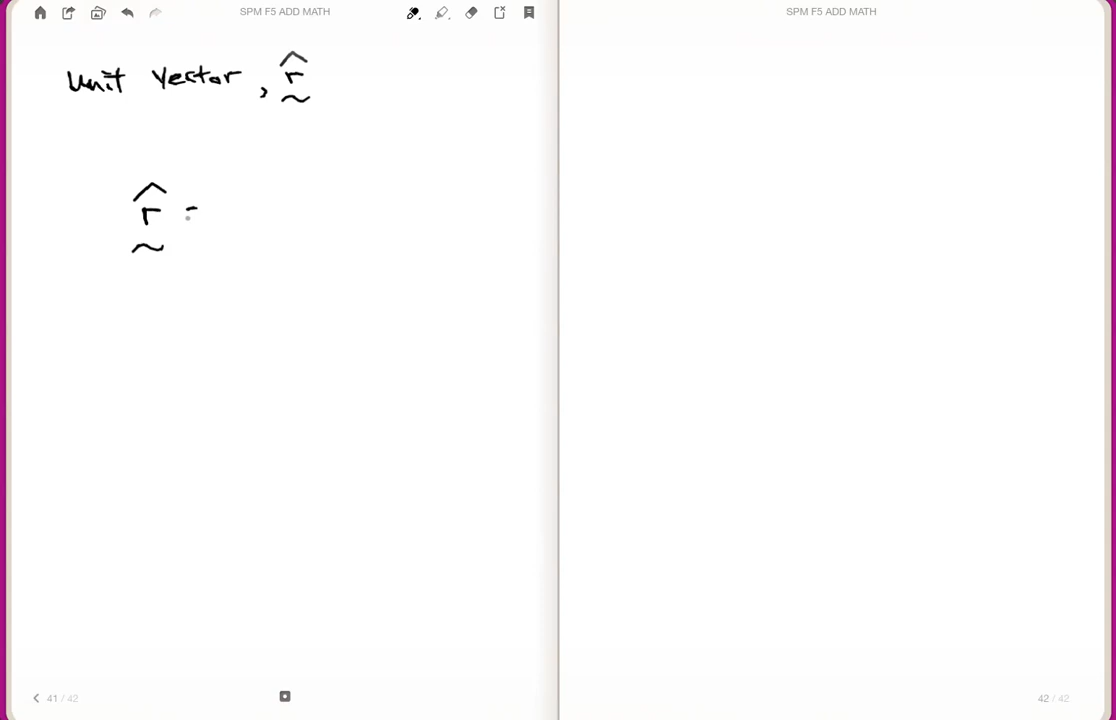 SPM F5 ADD MATH
SPM F5 ADD MATH
Unit Vector, r̂
~
r̂ =
~
41 / 42
42 / 42